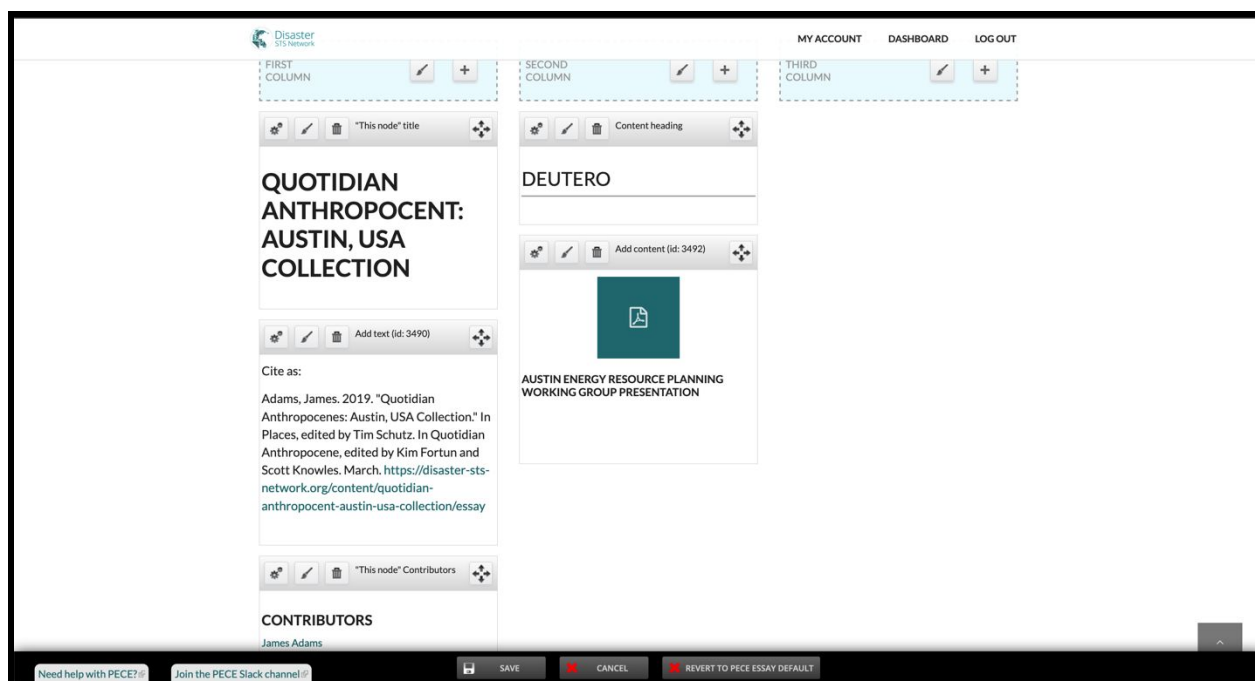 Disaster
STS Network
MY ACCOUNT
DASHBOARD
LOG OUT
FIRST
COLUMN
SECOND
COLUMN
THIRD
COLUMN
"This node" title
QUOTIDIAN
ANTHROPOCENT:
AUSTIN, USA
COLLECTION
Add text (id: 3490)
Cite as:
Adams, James. 2019. "Quotidian
Anthropocenes: Austin, USA Collection." In
Places, edited by Tim Schutz. In Quotidian
Anthropocene, edited by Kim Fortun and
Scott Knowles. March. https://disaster-sts-
network.org/content/quotidian-
anthropocent-austin-usa-collection/essay
"This node" Contributors
CONTRIBUTORS
James Adams
Content heading
DEUTERO
Add content (id: 3492)
AUSTIN ENERGY RESOURCE PLANNING
WORKING GROUP PRESENTATION
Need help with PECE?
Join the PECE Slack channel
SAVE
CANCEL
REVERT TO PECE ESSAY DEFAULT